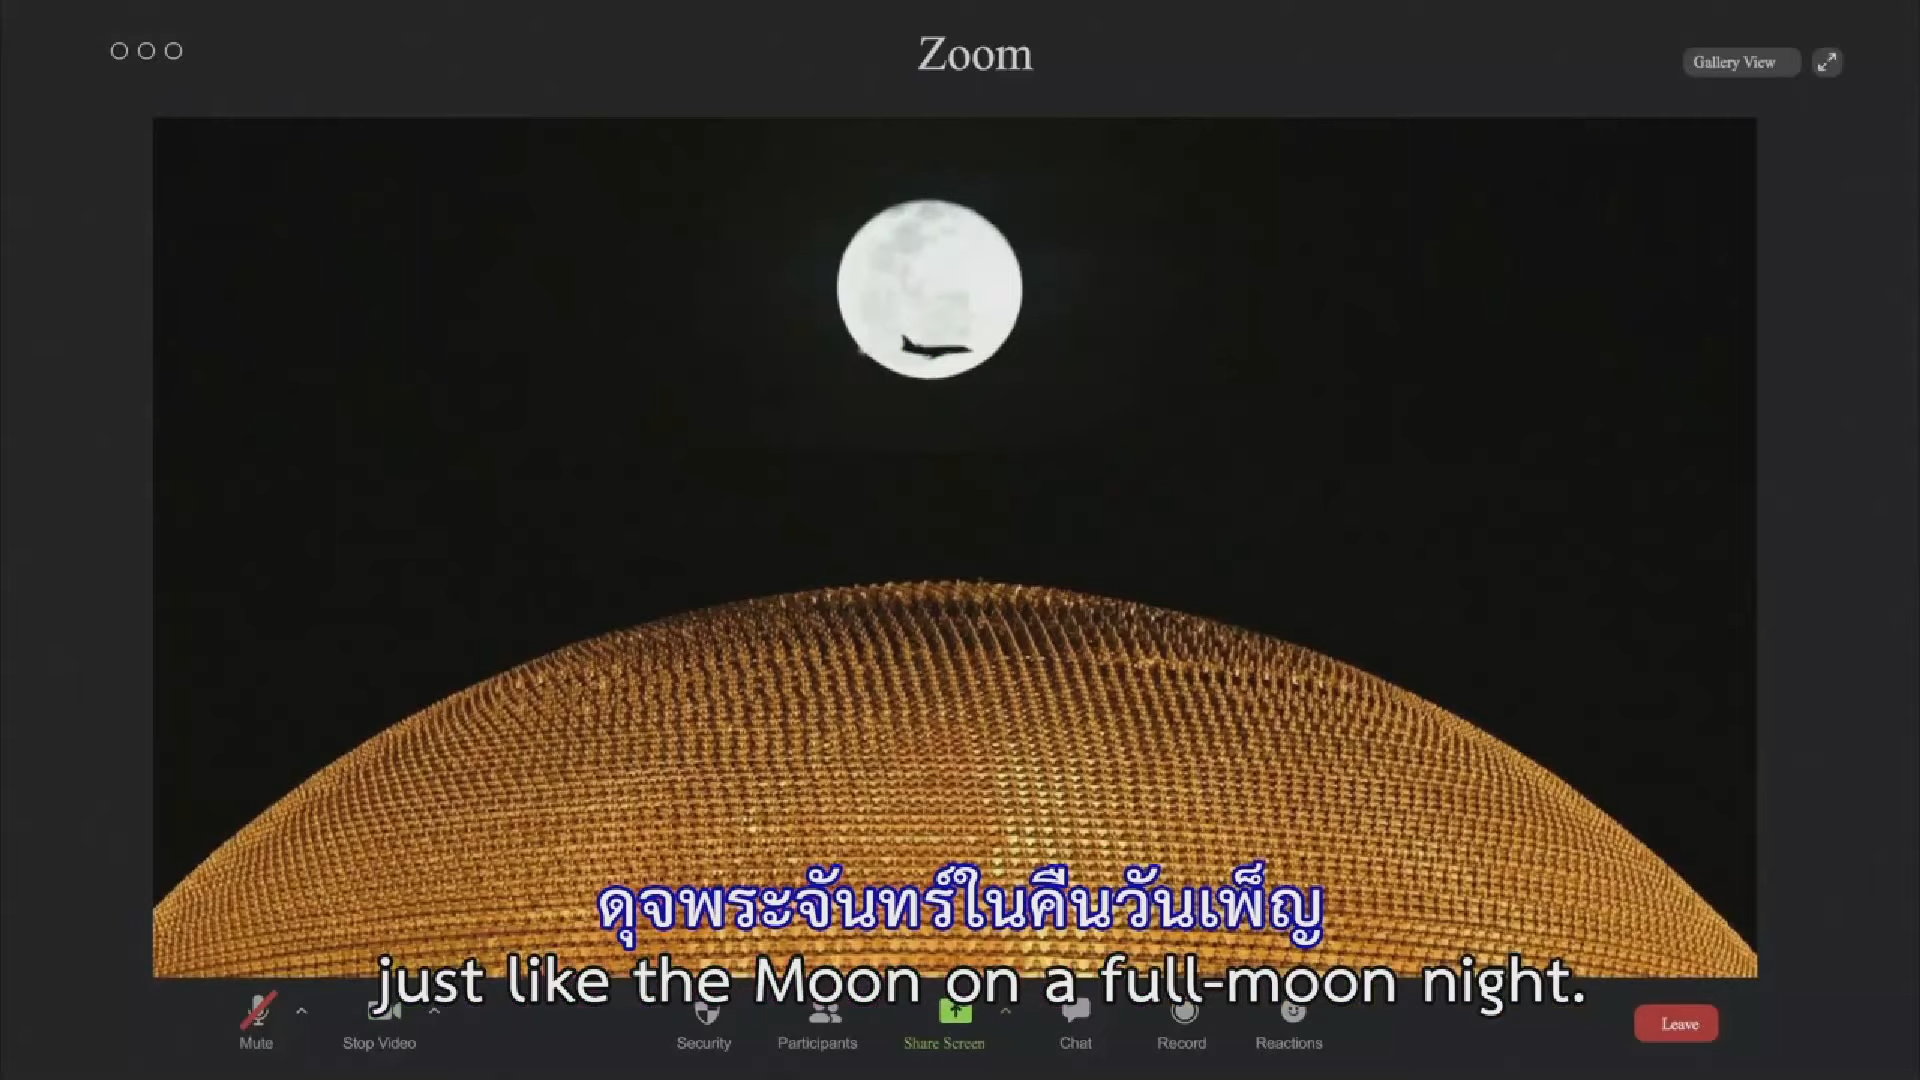 Zoom
Gallery View
ดุจพระจันทร์ในคืนวันเพ็ญ
just like the Moon on a full-moon night.
Mute
Stop Video
Security
Participants
Share Screen
Chat
Record
Reactions
Leave